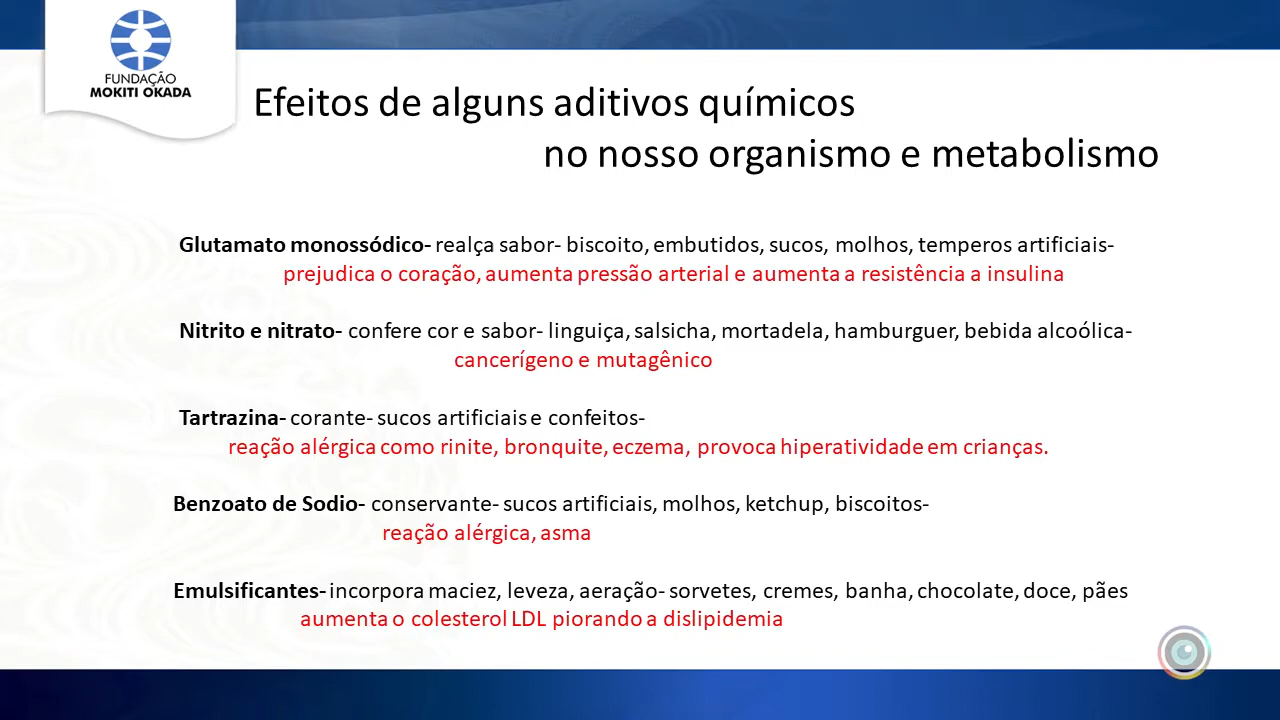 FUNDAÇÃO
MOKITI OKADA
Efeitos de alguns aditivos químicos
no nosso organismo e metabolismo
Glutamato monossódico- realça sabor- biscoito, embutidos, sucos, molhos, temperos artificiais-
prejudica o coração, aumenta pressão arterial e aumenta a resistência a insulina
Nitrito e nitrato- confere cor e sabor- linguiça, salsicha, mortadela, hamburguer, bebida alcoólica-
cancerígeno e mutagênico
Tartrazina- corante- sucos artificiais e confeitos-
reação alérgica como rinite, bronquite, eczema, provoca hiperatividade em crianças.
Benzoato de Sodio- conservante- sucos artificiais, molhos, ketchup, biscoitos-
reação alérgica, asma
Emulsificantes- incorpora maciez, leveza, aeração- sorvetes, cremes, banha, chocolate, doce, pães
aumenta o colesterol LDL piorando a dislipidemia